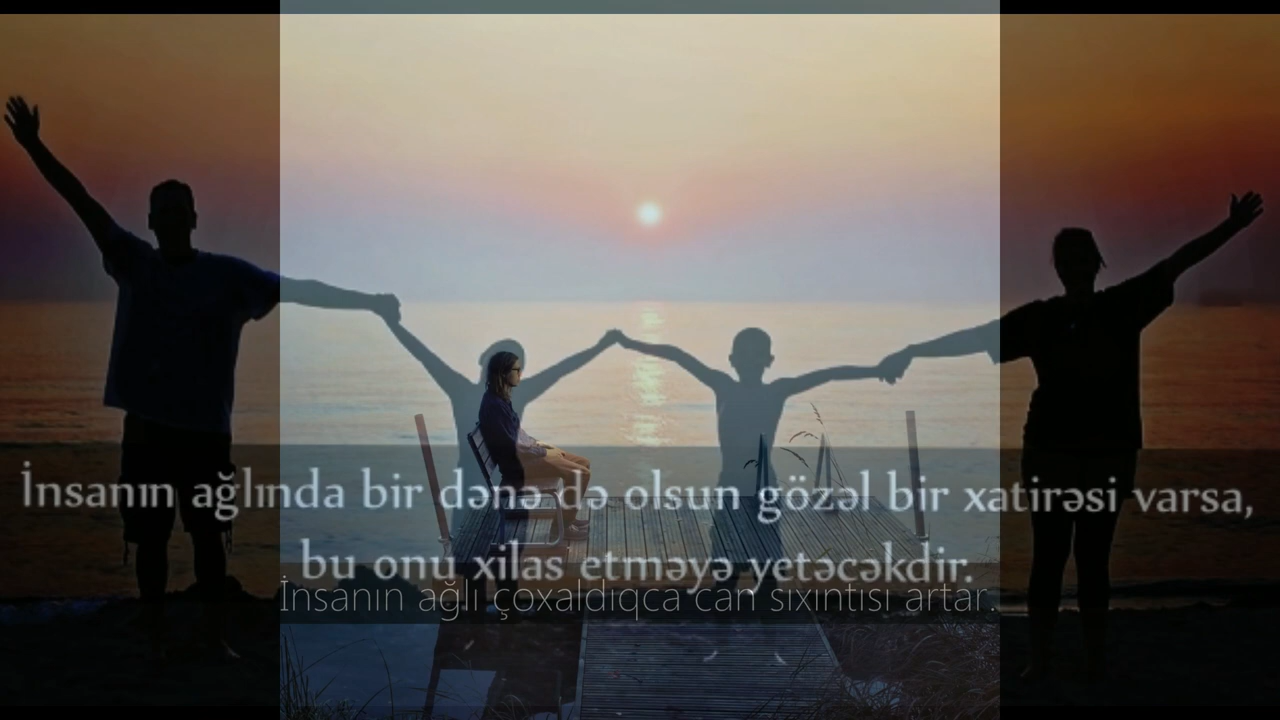 İnsanın ağlında bir dənə də olsun gözəl bir xatirəsi varsa,
bu onu xilas etməyə yetəcəkdir.
İnsanın ağlı çoxaldıqca can sıxıntısı artar.